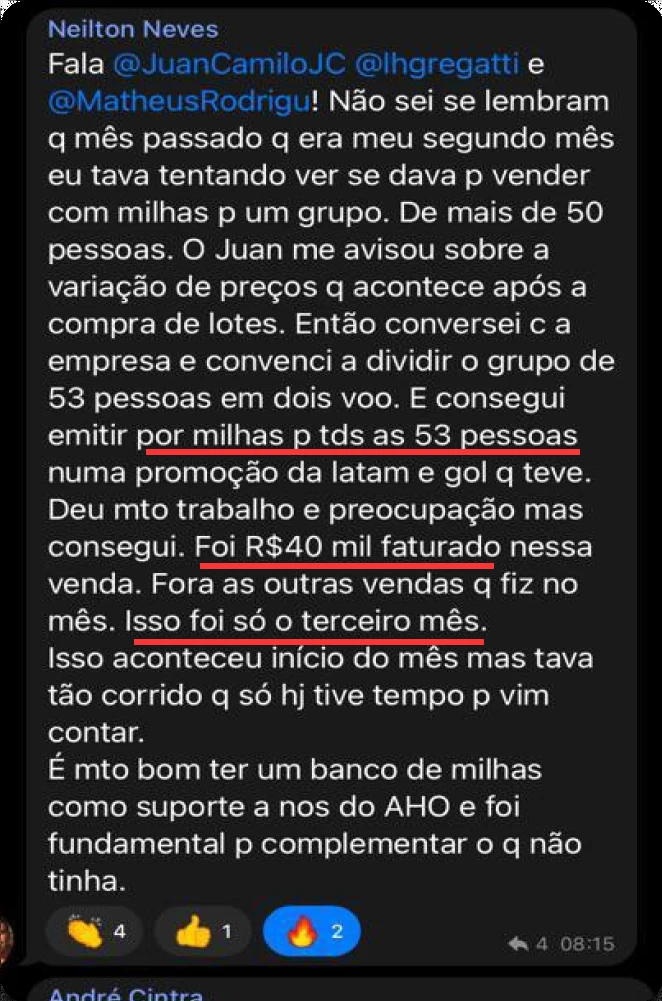 Neilton Neves
Fala @JuanCamiloJC @lhgregatti e
@MatheusRodrigu! Não sei se lembram
q mês passado q era meu segundo mês
eu tava tentando ver se dava p vender
com milhas p um grupo. De mais de 50
pessoas. O Juan me avisou sobre a
variação de preços q acontece após a
compra de lotes. Então conversei c a
empresa e convenci a dividir o grupo de
53 pessoas em dois voo. E consegui
emitir por milhas p tds as 53 pessoas
numa promoção da latam e gol q teve.
Deu mto trabalho e preocupação mas
consegui. Foi R$40 mil faturado nessa
venda. Fora as outras vendas q fiz no
mês. Isso foi só o terceiro mês.
Isso aconteceu início do mês mas tava
tão corrido q só hj tive tempo p vim
contar.
É mto bom ter um banco de milhas
como suporte a nos do AHO e foi
fundamental p complementar o q não
tinha.
4 1 2 4 08:15
André Cintra